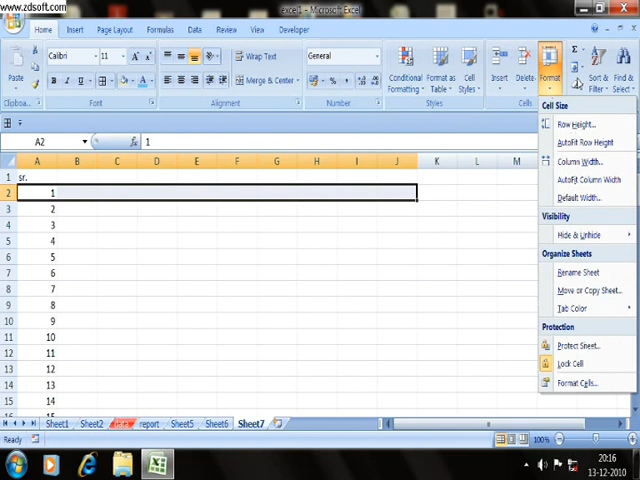 www.zdsoft.com
excel1 - Microsoft Excel
Home Insert Page Layout Formulas Data Review View
Calibri 11 Wrap Text General
Paste B I U Merge & Center % Conditional Formatting Format as Table Cell Styles Insert Delete Format Sort & Filter Find & Select
Clipboa... Font Alignment Number Styles Cells
A2 fx 1
A B C D E F G H I J K L M
1 sr.
2 1
3 2
4 3
5 4
6 5
7 6
8 7
9 8
10 9
11 10
12 11
13 12
14 13
15 14
16 15
Cell Size
Row Height...
AutoFit Row Height
Column Width...
AutoFit Column Width
Default Width...
Visibility
Hide & Unhide
Organize Sheets
Rename Sheet
Move or Copy Sheet...
Tab Color
Protection
Protect Sheet...
Lock Cell
Format Cells...
Sheet1 Sheet2 data report Sheet5 Sheet6 Sheet7
Ready 100%
20:16
13-12-2010